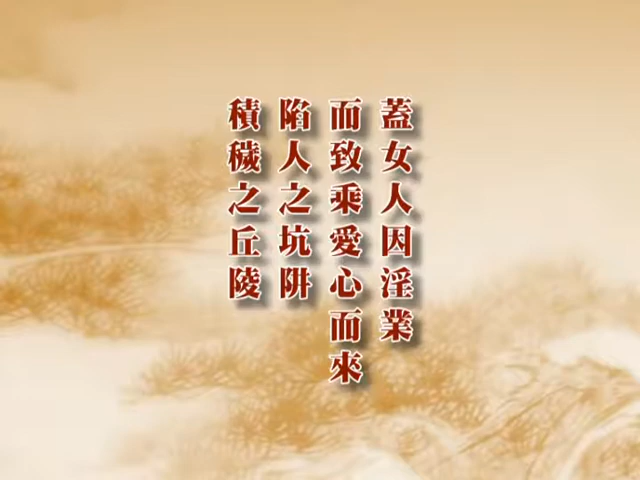 蓋女人因淫業
而致乘愛心而來
陷人之坑阱
積穢之丘陵